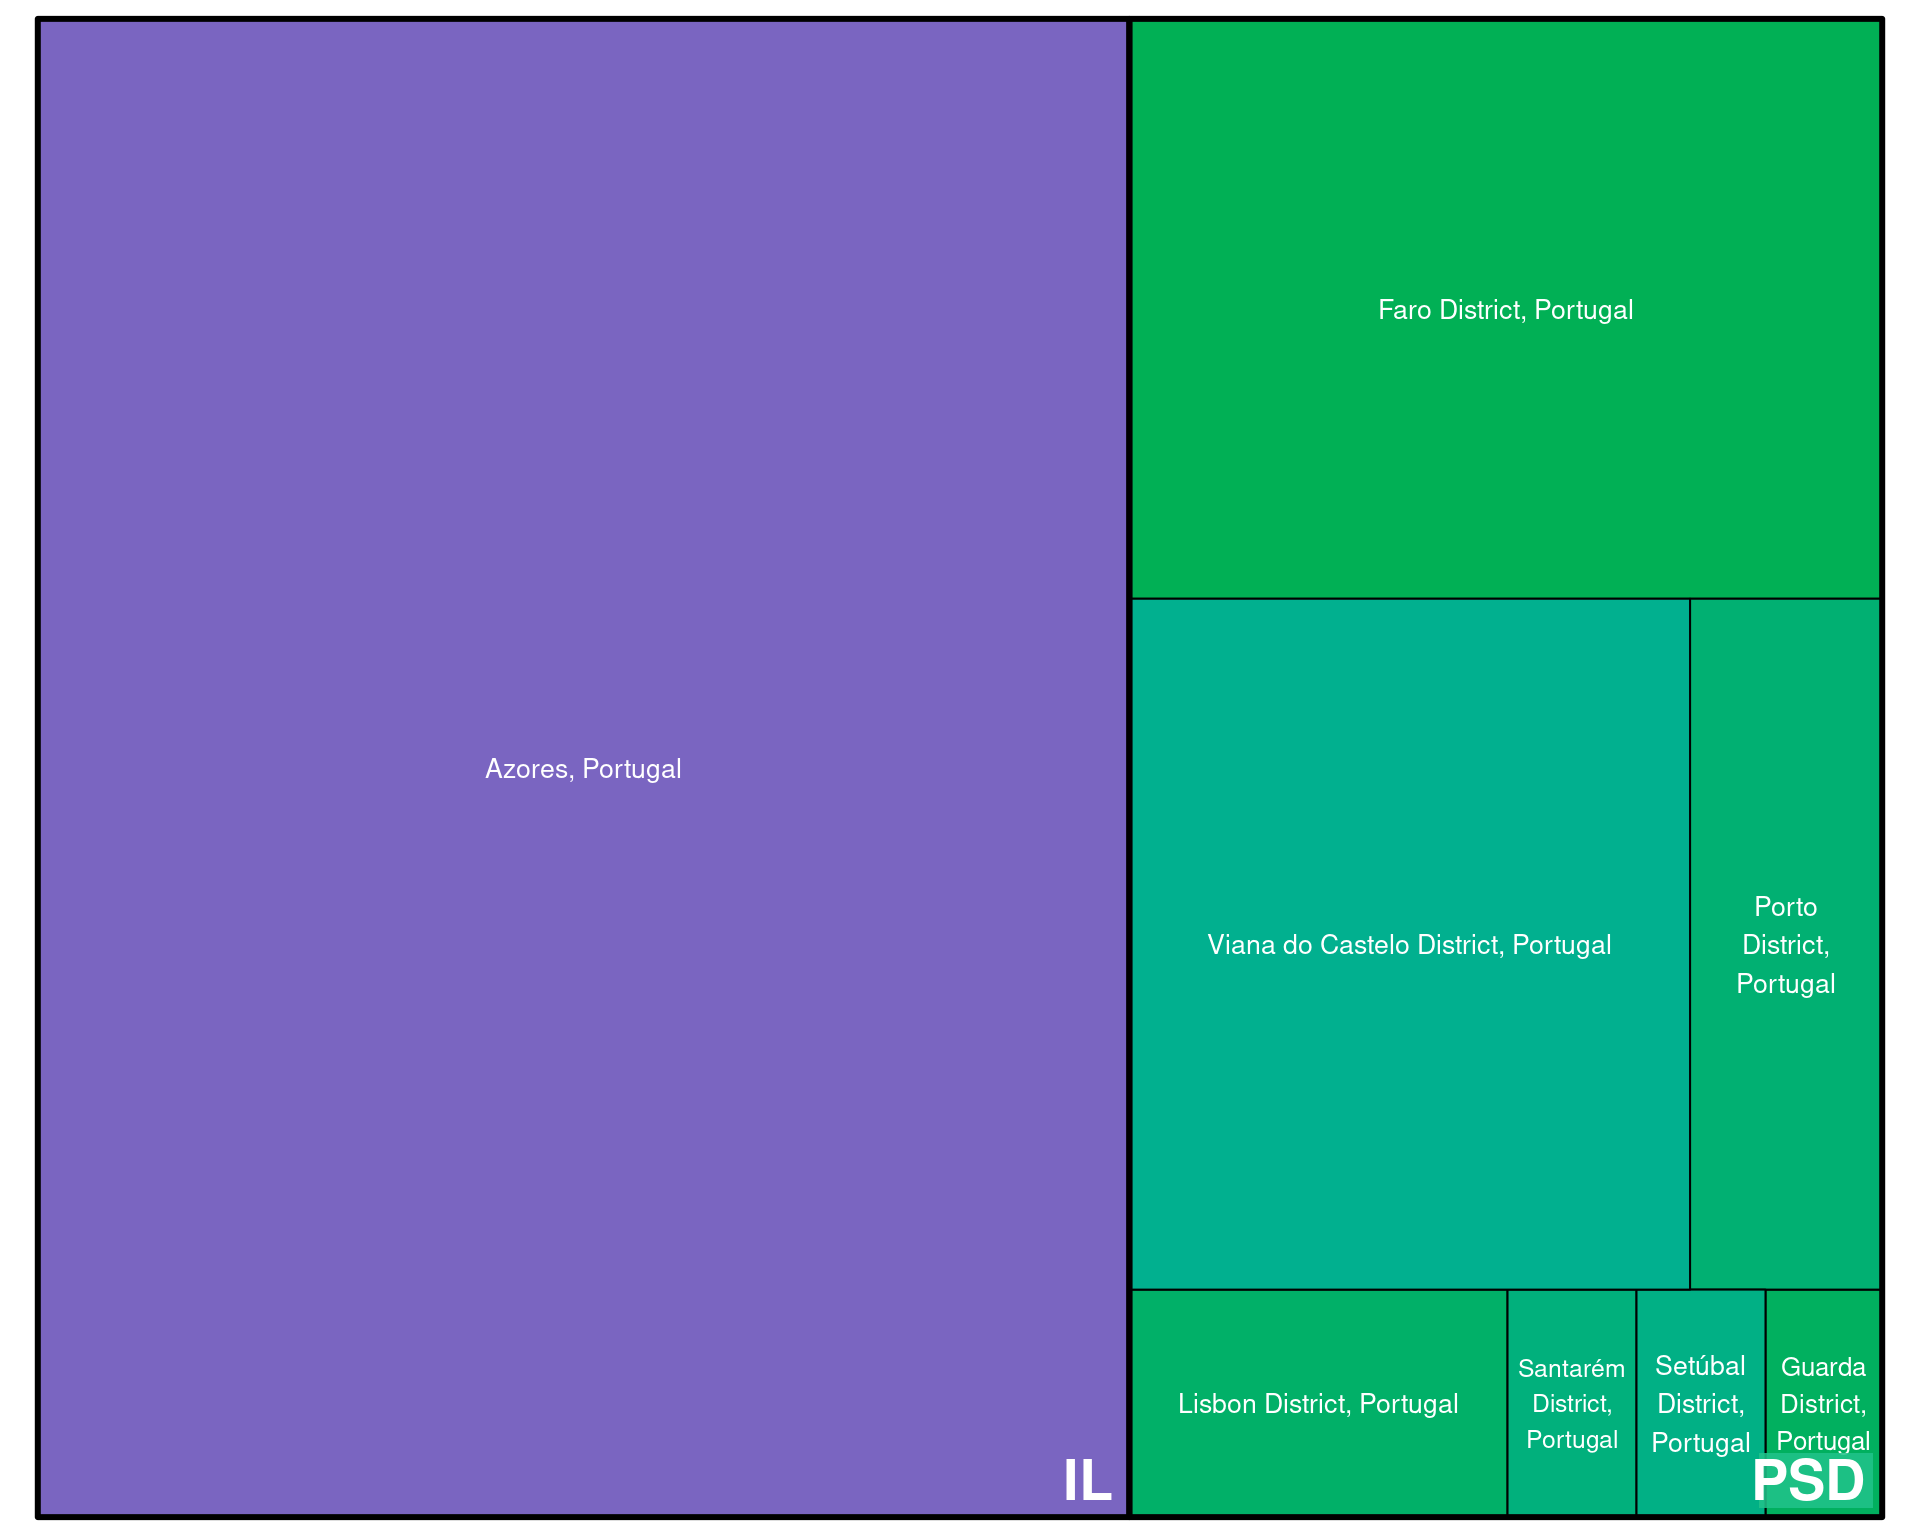 Azores, Portugal
IL
Faro District, Portugal
Viana do Castelo District, Portugal
Porto
District,
Portugal
Lisbon District, Portugal
Santarém
District,
Portugal
Setúbal
District,
Portugal
Guarda
District,
Portugal
PSD